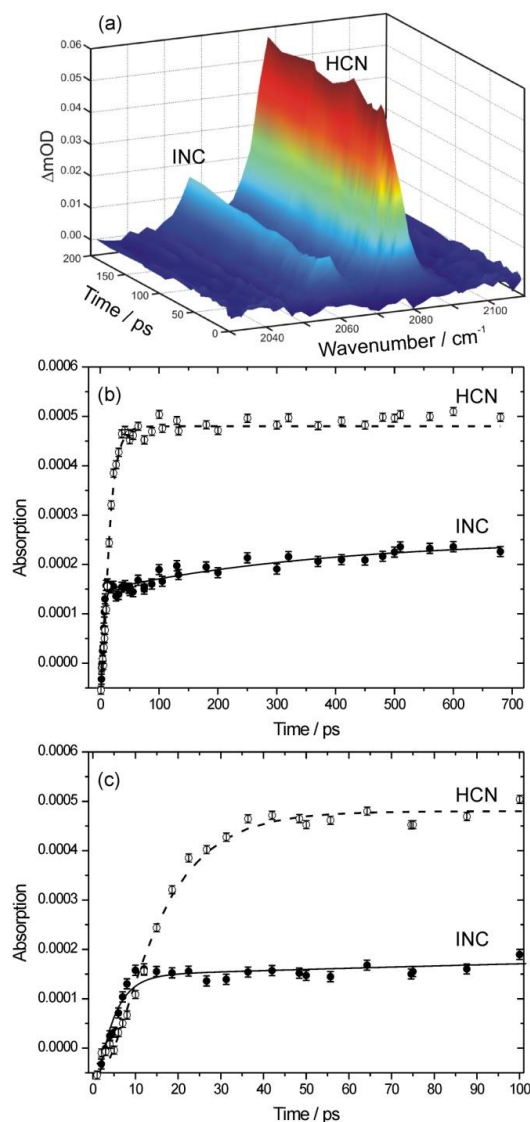 (a)
0.06
0.05
0.04
0.03
0.02
0.01
0.00
ΔmOD
HCN
INC
200
150
100
50
0
Time / ps
2040
2060
2080
2100
Wavenumber / cm-1
(b)
0.0006
0.0005
0.0004
0.0003
0.0002
0.0001
0.0000
Absorption
HCN
INC
0 100 200 300 400 500 600 700
Time / ps
(c)
0.0006
0.0005
0.0004
0.0003
0.0002
0.0001
0.0000
Absorption
HCN
INC
0 10 20 30 40 50 60 70 80 90 100
Time / ps